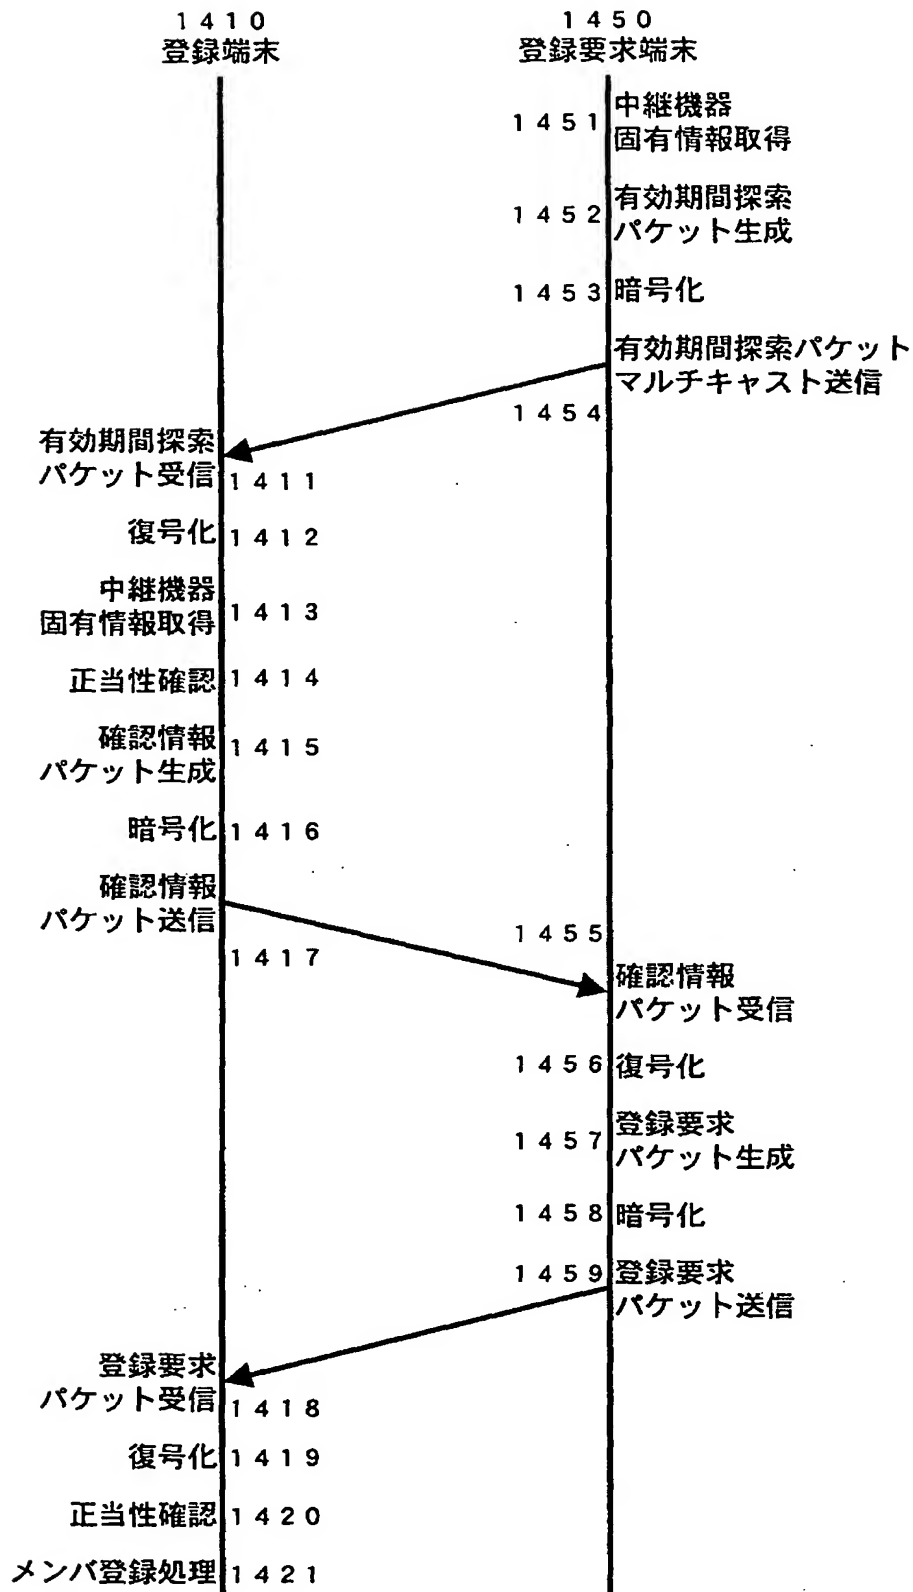 1410
登録端末
1450
登録要求端末
1451
中継機器
固有情報取得
1452
有効期間探索
パケット生成
1453
暗号化
有効期間探索パケット
マルチキャスト送信
1454
有効期間探索
パケット受信
1411
復号化
1412
中継機器
固有情報取得
1413
正当性確認
1414
確認情報
パケット生成
1415
暗号化
1416
確認情報
パケット送信
1417
1455
確認情報
パケット受信
1456
復号化
1457
登録要求
パケット生成
1458
暗号化
1459
登録要求
パケット送信
登録要求
パケット受信
1418
復号化
1419
正当性確認
1420
メンバ登録処理
1421